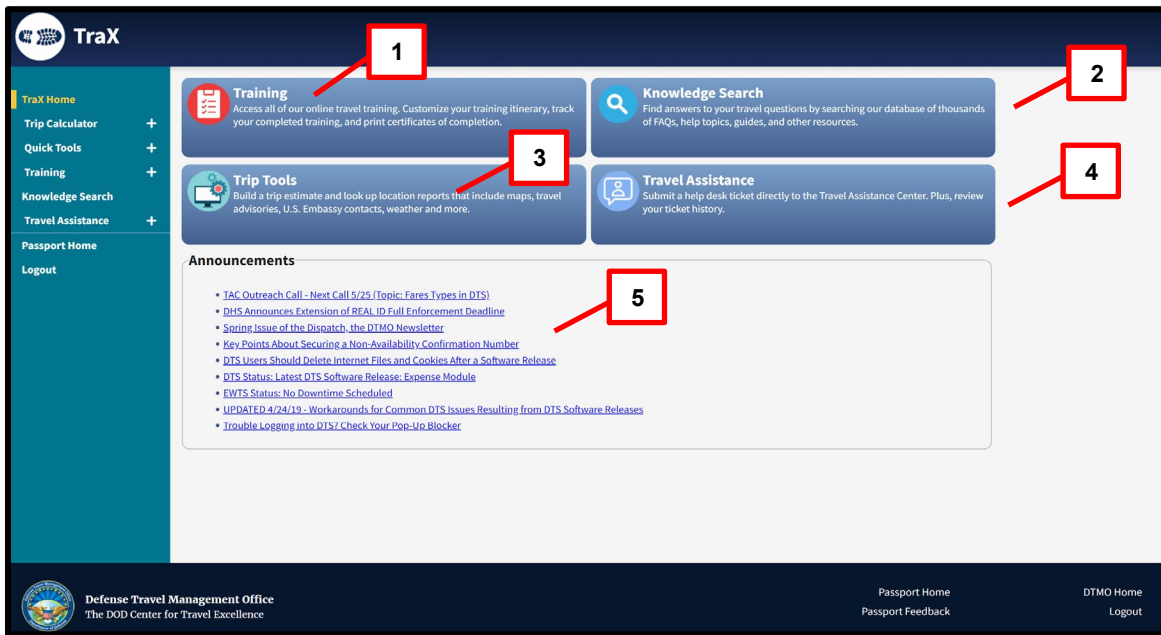 TraX
1
2
3
4
5
TraX Home
Trip Calculator +
Quick Tools +
Training +
Knowledge Search
Travel Assistance +
Passport Home
Logout
Training
Access all of our online travel training. Customize your training itinerary, track
your completed training, and print certificates of completion.
Knowledge Search
Find answers to your travel questions by searching our database of thousands
of FAQs, help topics, guides, and other resources.
Trip Tools
Build a trip estimate and look up location reports that include maps, travel
advisories, U.S. Embassy contacts, weather and more.
Travel Assistance
Submit a help desk ticket directly to the Travel Assistance Center. Plus, review
your ticket history.
Announcements
• TAC Outreach Call - Next Call 5/25 (Topic: Fares Types in DTS)
• DHS Announces Extension of REAL ID Full Enforcement Deadline
• Spring Issue of the Dispatch, the DTMO Newsletter
• Key Points About Securing a Non-Availability Confirmation Number
• DTS Users Should Delete Internet Files and Cookies After a Software Release
• DTS Status: Latest DTS Software Release: Expense Module
• EWTS Status: No Downtime Scheduled
• UPDATED 4/24/19 - Workarounds for Common DTS Issues Resulting from DTS Software Releases
• Trouble Logging into DTS? Check Your Pop-Up Blocker
Defense Travel Management Office
The DOD Center for Travel Excellence
Passport Home
Passport Feedback
DTMO Home
Logout